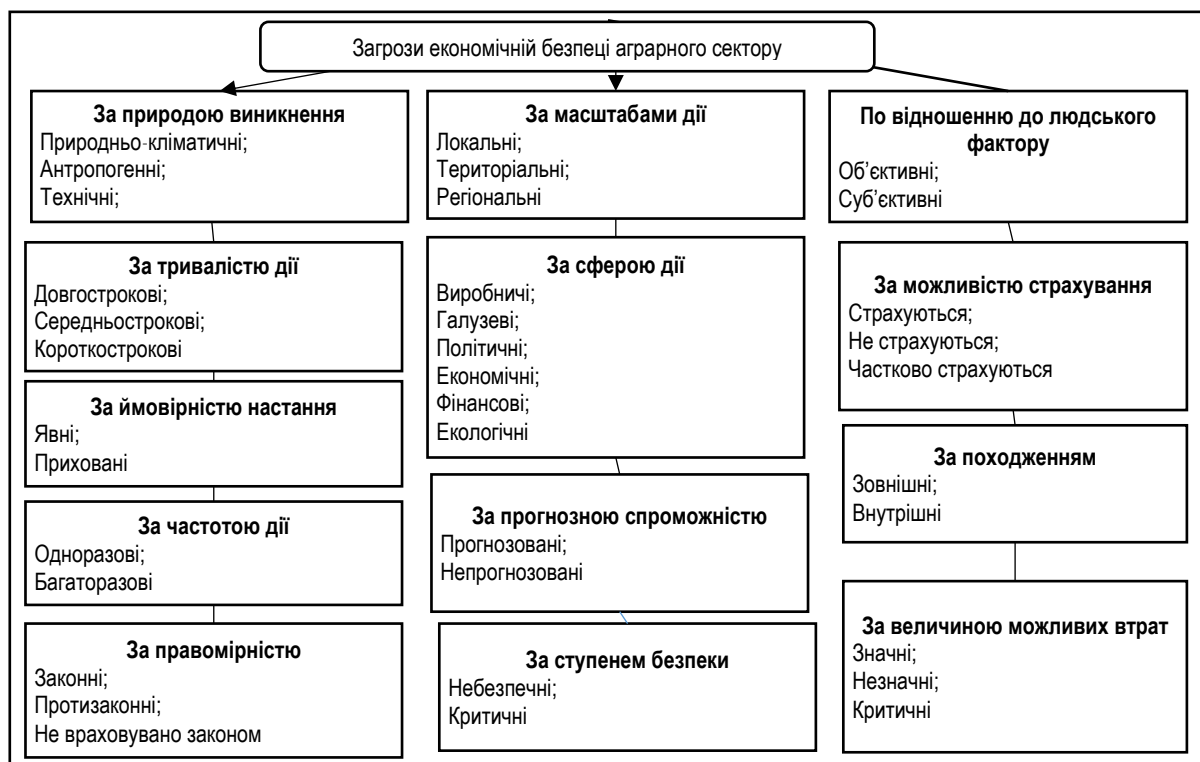 Загрози економічній безпеці аграрного сектору
За природою виникнення
Природньо-кліматичні;
Антропогенні;
Технічні;
За тривалістю дії
Довгострокові;
Середньострокові;
Короткострокові
За ймовірністю настання
Явні;
Приховані
За частотою дії
Одноразові;
Багаторазові
За правомірністю
Законні;
Протизаконні;
Не враховувано законом
За масштабами дії
Локальні;
Територіальні;
Регіональні
За сферою дії
Виробничі;
Галузеві;
Політичні;
Економічні;
Фінансові;
Екологічні
За прогнозною спроможністю
Прогнозовані;
Непрогнозовані
За ступенем безпеки
Небезпечні;
Критичні
По відношенню до людського
фактору
Об’єктивні;
Суб’єктивні
За можливістю страхування
Страхуються;
Не страхуються;
Частково страхуються
За походженням
Зовнішні;
Внутрішні
За величиною можливих втрат
Значні;
Незначні;
Критичні